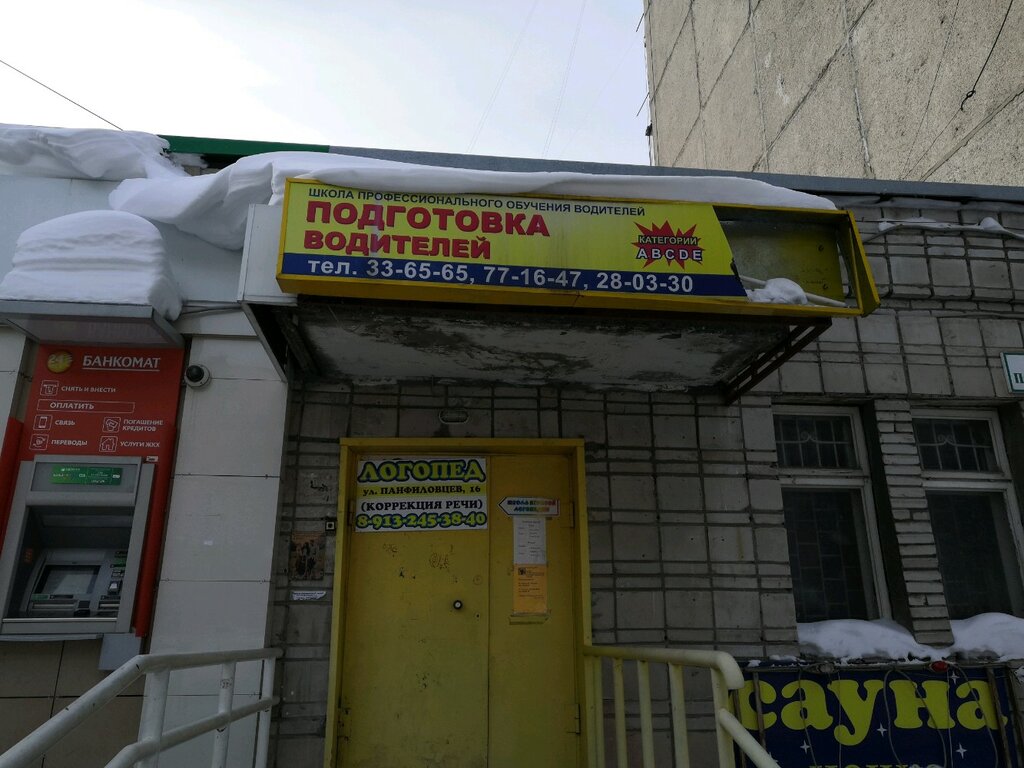 ШКОЛА ПРОФЕССИОНАЛЬНОГО ОБУЧЕНИЯ ВОДИТЕЛЕЙ
ПОДГОТОВКА
ВОДИТЕЛЕЙ
КАТЕГОРИИ
ABCDE
тел. 33-65-65, 77-16-47, 28-03-30
24
БАНКОМАТ
СНЯТЬ И ВНЕСТИ
ОПЛАТИТЬ
СВЯЗЬ
ПОГАШЕНИЕ
КРЕДИТОВ
ПЕРЕВОДЫ
УСЛУГИ ЖКХ
ЛОГОПЕД
ул. ПАНФИЛОВЦЕВ, 16
(КОРРЕКЦИЯ РЕЧИ)
8-913-245-38-40
сауна